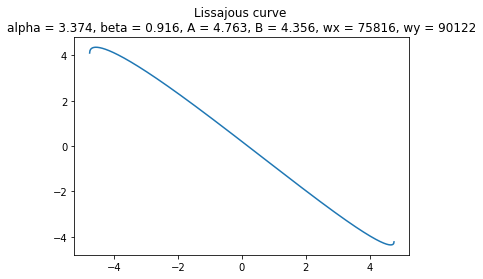 Lissajous curve
alpha = 3.374, beta = 0.916, A = 4.763, B = 4.356, wx = 75816, wy = 90122
4
2
0
−2
−4
−4 −2 0 2 4